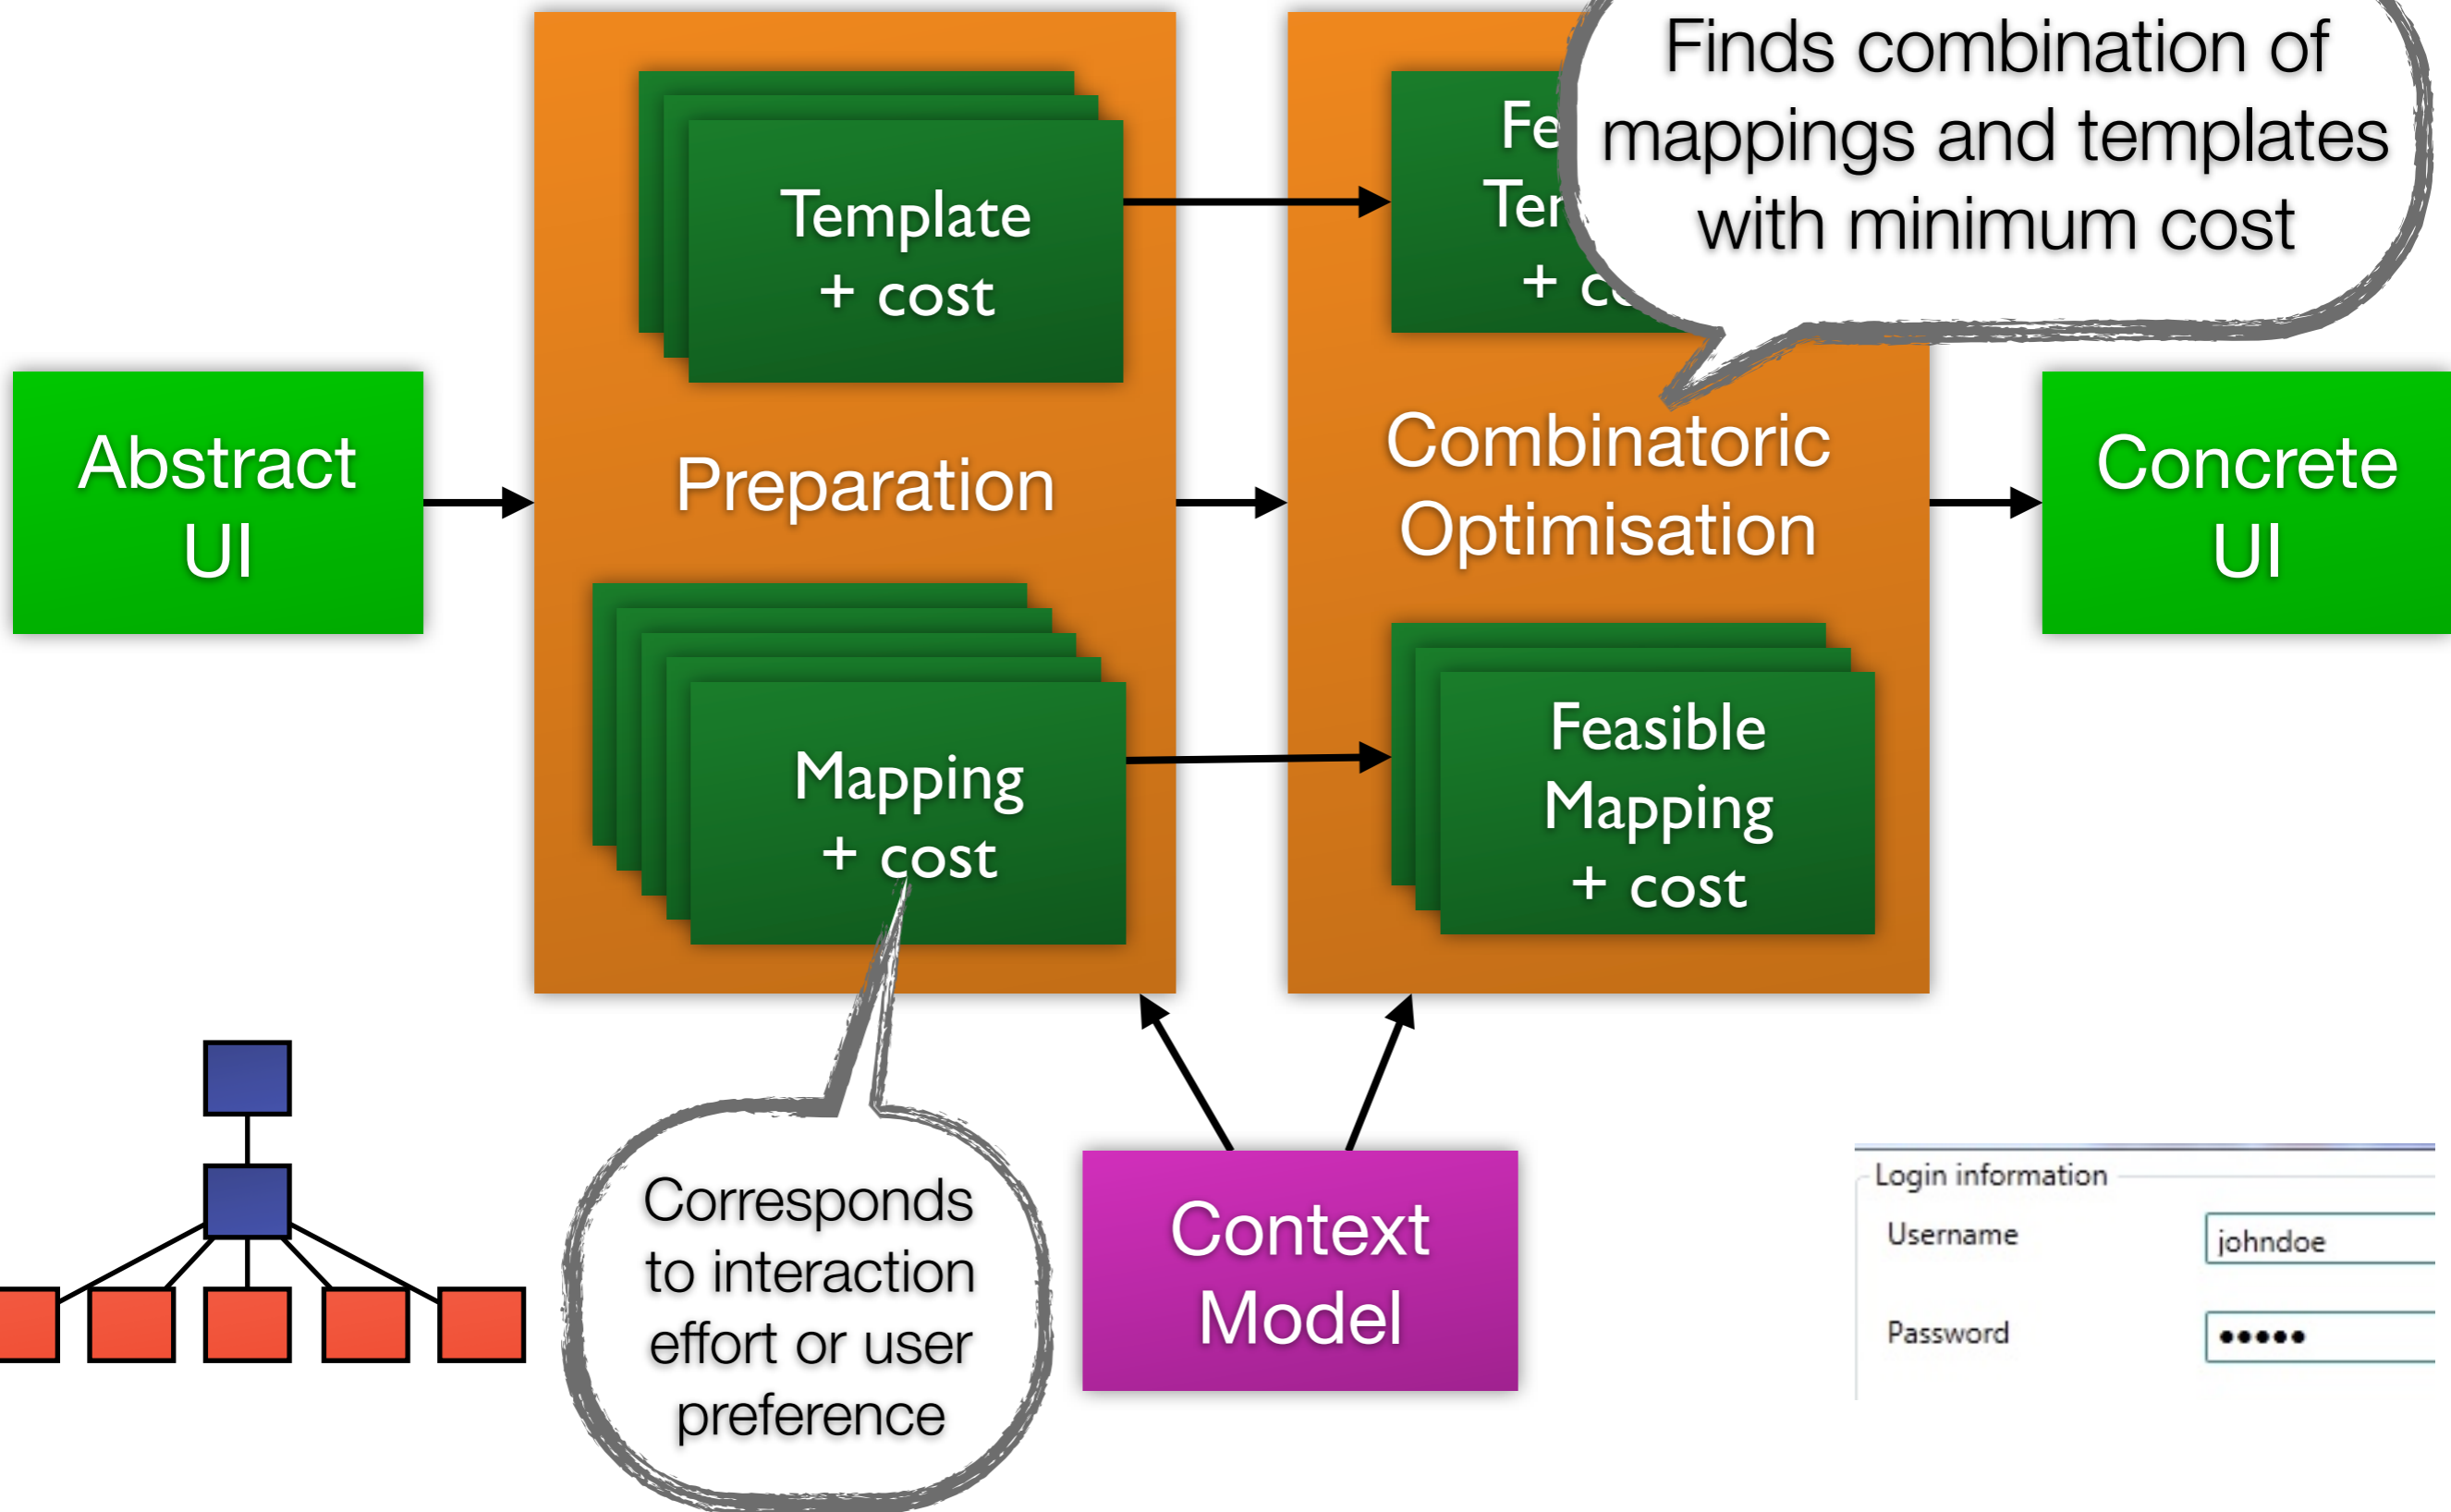 Finds combination of
mappings and templates
with minimum cost
Template
+ cost
Abstract
UI
Preparation
Combinatoric
Optimisation
Concrete
UI
Mapping
+ cost
Feasible
Mapping
+ cost
Corresponds
to interaction
effort or user
preference
Context
Model
Login information
Username
johndoe
Password